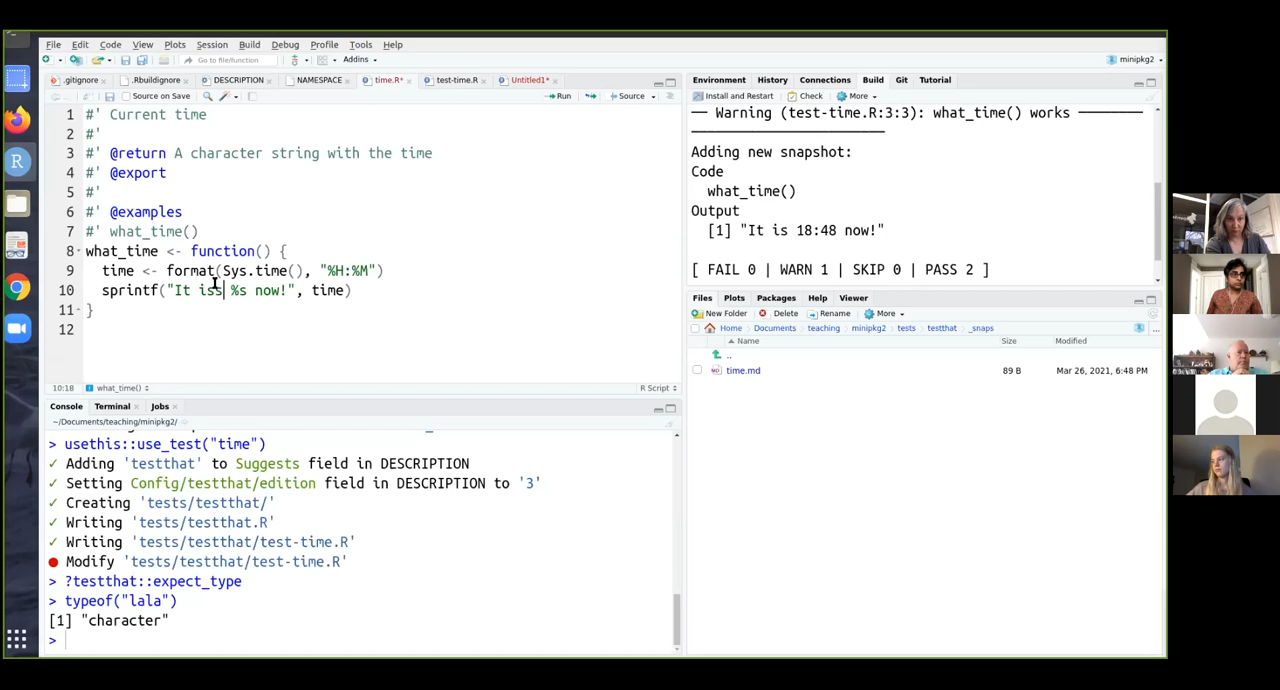 File Edit Code View Plots Session Build Debug Profile Tools Help
Go to file/function Addins minipkg2
.gitignore .Rbuildignore DESCRIPTION NAMESPACE time.R* test-time.R Untitled1*
Source on Save Run Source
1 #' Current time
2 #'
3 #' @return A character string with the time
4 #' @export
5 #'
6 #' @examples
7 #' what_time()
8 what_time <- function() {
9 time <- format(Sys.time(), "%H:%M")
10 sprintf("It iss %s now!", time)
11 }
12
10:18 what_time() R Script
Console Terminal Jobs
~/Documents/teaching/minipkg2/
> usethis::use_test("time")
✓ Adding 'testthat' to Suggests field in DESCRIPTION
✓ Setting Config/testthat/edition field in DESCRIPTION to '3'
✓ Creating 'tests/testthat/'
✓ Writing 'tests/testthat.R'
✓ Writing 'tests/testthat/test-time.R'
● Modify 'tests/testthat/test-time.R'
> ?testthat::expect_type
> typeof("lala")
[1] "character"
>
Environment History Connections Build Git Tutorial
Install and Restart Check More
── Warning (test-time.R:3:3): what_time() works ────────
────────────────────────
Adding new snapshot:
Code
what_time()
Output
[1] "It is 18:48 now!"
[ FAIL 0 | WARN 1 | SKIP 0 | PASS 2 ]
Files Plots Packages Help Viewer
New Folder Delete Rename More
Home Documents teaching minipkg2 tests testthat _snaps
Name Size Modified
..
time.md 89 B Mar 26, 2021, 6:48 PM